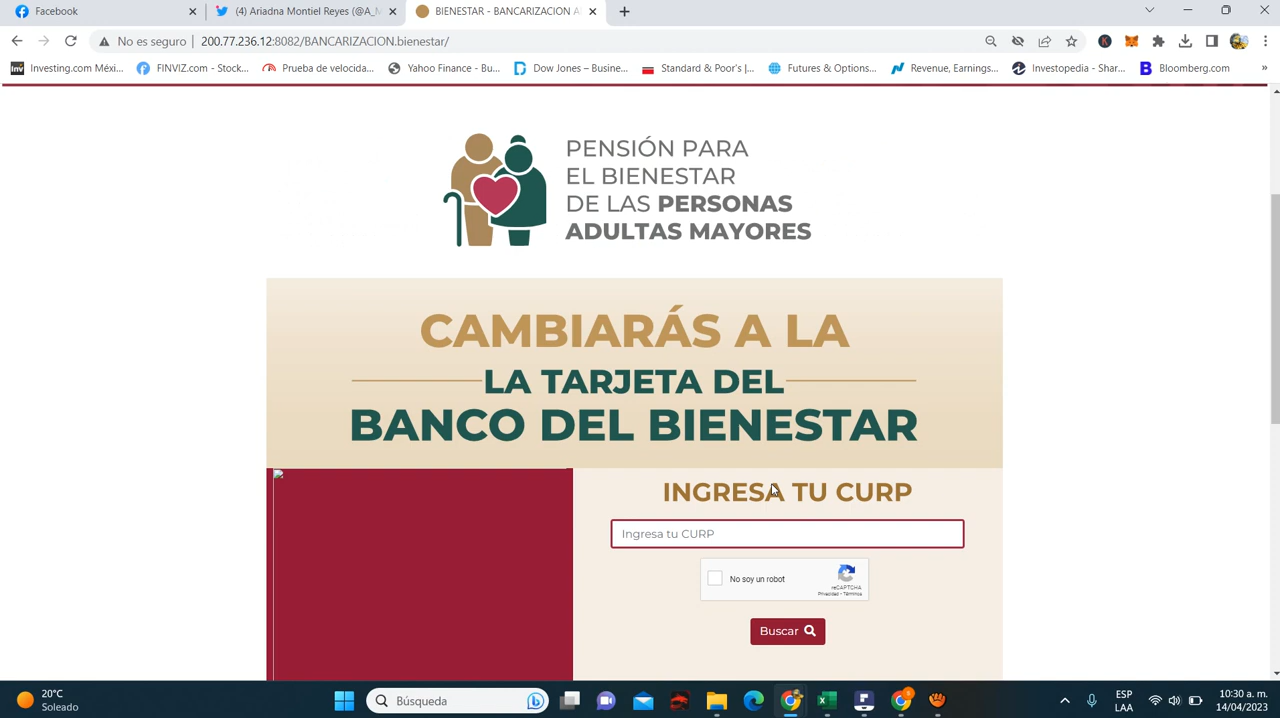 Facebook
(4) Ariadna Montiel Reyes (@A_M
BIENESTAR - BANCARIZACION A
No es seguro | 200.77.236.12:8082/BANCARIZACION.bienestar/
Investing.com Méxi...
FINVIZ.com - Stock...
Prueba de velocida...
Yahoo Finance - Bu...
Dow Jones – Busine...
Standard & Poor's |...
Futures & Options...
Revenue, Earnings...
Investopedia - Shar...
Bloomberg.com
»
PENSIÓN PARA
EL BIENESTAR
DE LAS PERSONAS
ADULTAS MAYORES
CAMBIARÁS A LA
LA TARJETA DEL
BANCO DEL BIENESTAR
INGRESA TU CURP
Ingresa tu CURP
No soy un robot
reCAPTCHA
Privacidad - Términos
Buscar
20°C
Soleado
Búsqueda
ESP
LAA
10:30 a. m.
14/04/2023